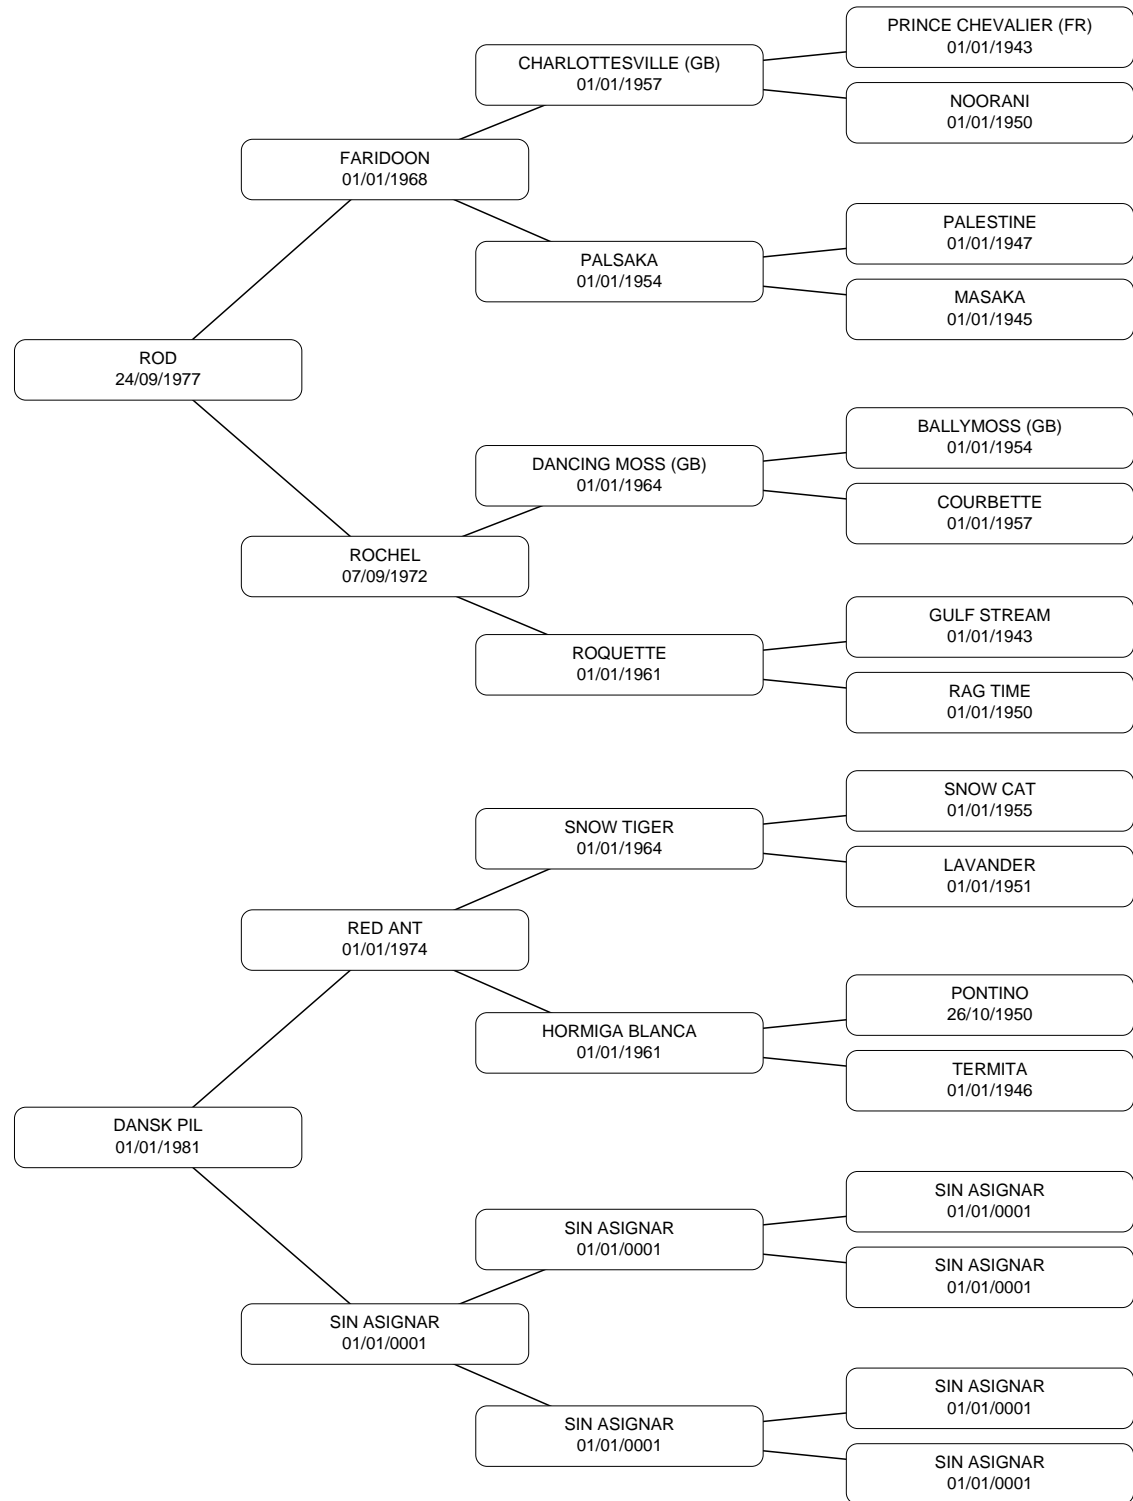 PRINCE CHEVALIER (FR)
01/01/1943
CHARLOTTESVILLE (GB)
01/01/1957
NOORANI
01/01/1950
FARIDOON
01/01/1968
PALESTINE
01/01/1947
PALSAKA
01/01/1954
MASAKA
01/01/1945
ROD
24/09/1977
BALLYMOSS (GB)
01/01/1954
DANCING MOSS (GB)
01/01/1964
COURBETTE
01/01/1957
ROCHEL
07/09/1972
GULF STREAM
01/01/1943
ROQUETTE
01/01/1961
RAG TIME
01/01/1950
SNOW CAT
01/01/1955
SNOW TIGER
01/01/1964
LAVANDER
01/01/1951
RED ANT
01/01/1974
PONTINO
26/10/1950
HORMIGA BLANCA
01/01/1961
TERMITA
01/01/1946
DANSK PIL
01/01/1981
SIN ASIGNAR
01/01/0001
SIN ASIGNAR
01/01/0001
SIN ASIGNAR
01/01/0001
SIN ASIGNAR
01/01/0001
SIN ASIGNAR
01/01/0001
SIN ASIGNAR
01/01/0001
SIN ASIGNAR
01/01/0001